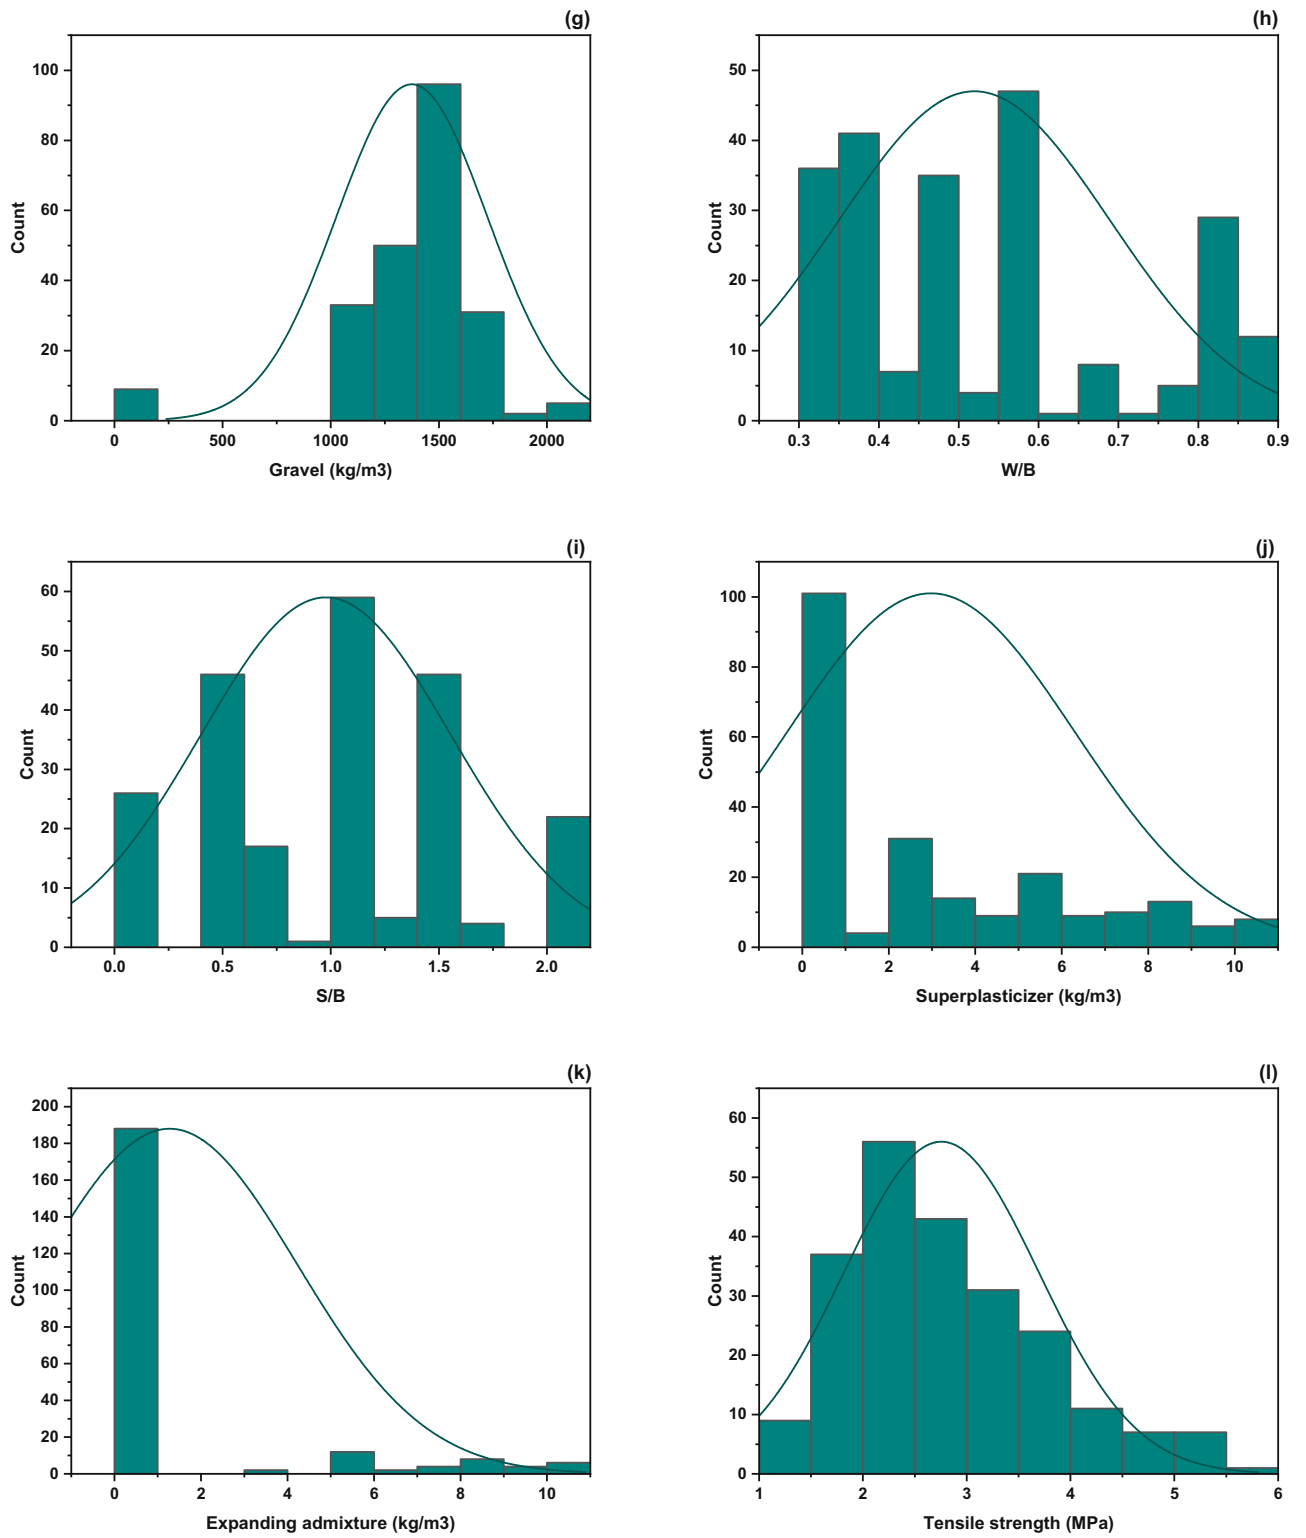 (g)
100
80
60
40
20
0
Count
0 500 1000 1500 2000
Gravel (kg/m3)
(h)
50
40
30
20
10
0
Count
0.3 0.4 0.5 0.6 0.7 0.8 0.9
W/B
(i)
60
50
40
30
20
10
0
Count
0.0 0.5 1.0 1.5 2.0
S/B
(j)
100
80
60
40
20
0
Count
0 2 4 6 8 10
Superplasticizer (kg/m3)
(k)
200
180
160
140
120
100
80
60
40
20
0
Count
0 2 4 6 8 10
Expanding admixture (kg/m3)
(l)
60
50
40
30
20
10
0
Count
1 2 3 4 5 6
Tensile strength (MPa)